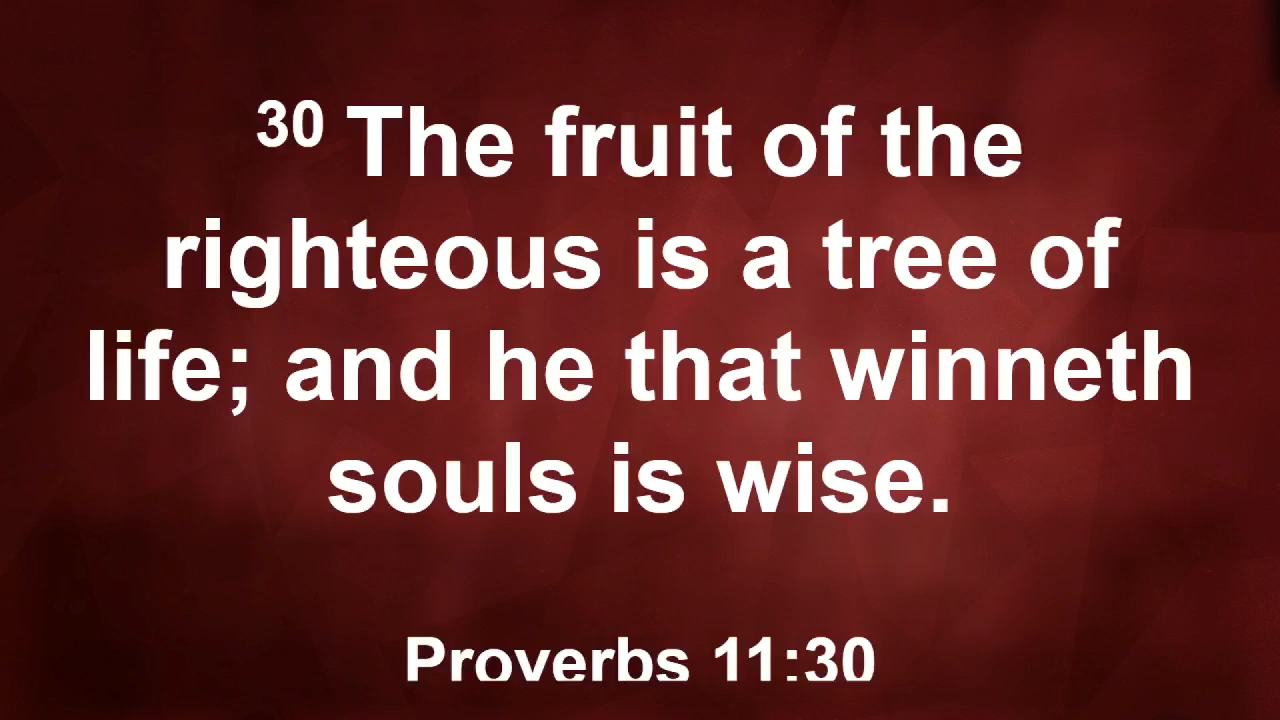 30 The fruit of the
righteous is a tree of
life; and he that winneth
souls is wise.
Proverbs 11:30